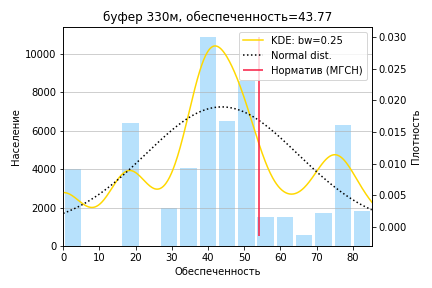 буфер 330м, обеспеченность=43.77
KDE: bw=0.25
Normal dist.
Норматив (МГСН)
Население
10000
8000
6000
4000
2000
0
0.030
0.025
0.020
0.015
0.010
0.005
0.000
Плотность
0 10 20 30 40 50 60 70 80
Обеспеченность